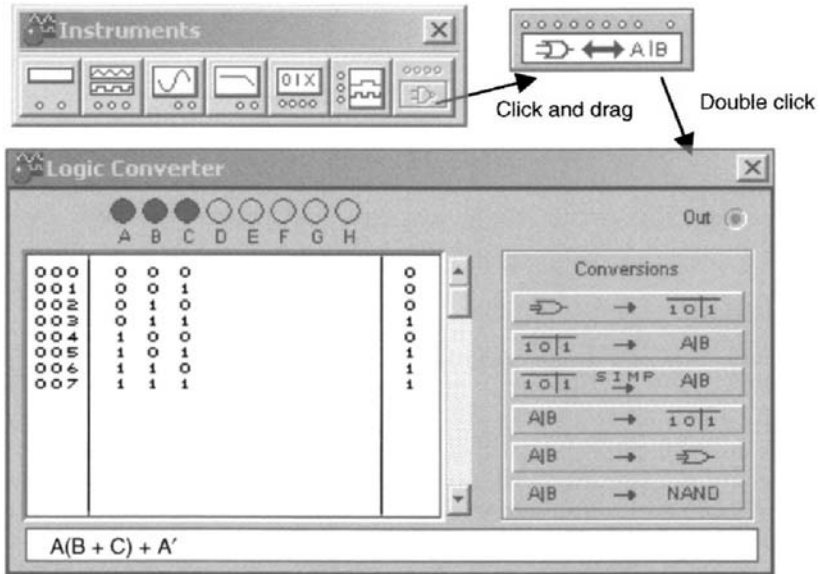 Instruments
01X
A|B
Click and drag
Double click
Logic Converter
Out
A B C D E F G H
Conversions
000 0 0 0 0
001 0 0 1 0
002 0 1 0 0
003 0 1 1 1
004 1 0 0 0
005 1 0 1 1
006 1 1 0 1
007 1 1 1 1
→ 1 0|1
1 0|1 → A|B
1 0|1 SIMP → A|B
A|B → 1 0|1
A|B →
A|B → NAND
A(B + C) + A′